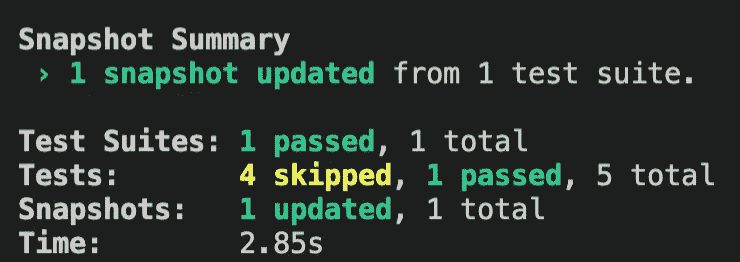 Snapshot Summary
› 1 snapshot updated from 1 test suite.
Test Suites: 1 passed, 1 total
Tests: 4 skipped, 1 passed, 5 total
Snapshots: 1 updated, 1 total
Time: 2.85s